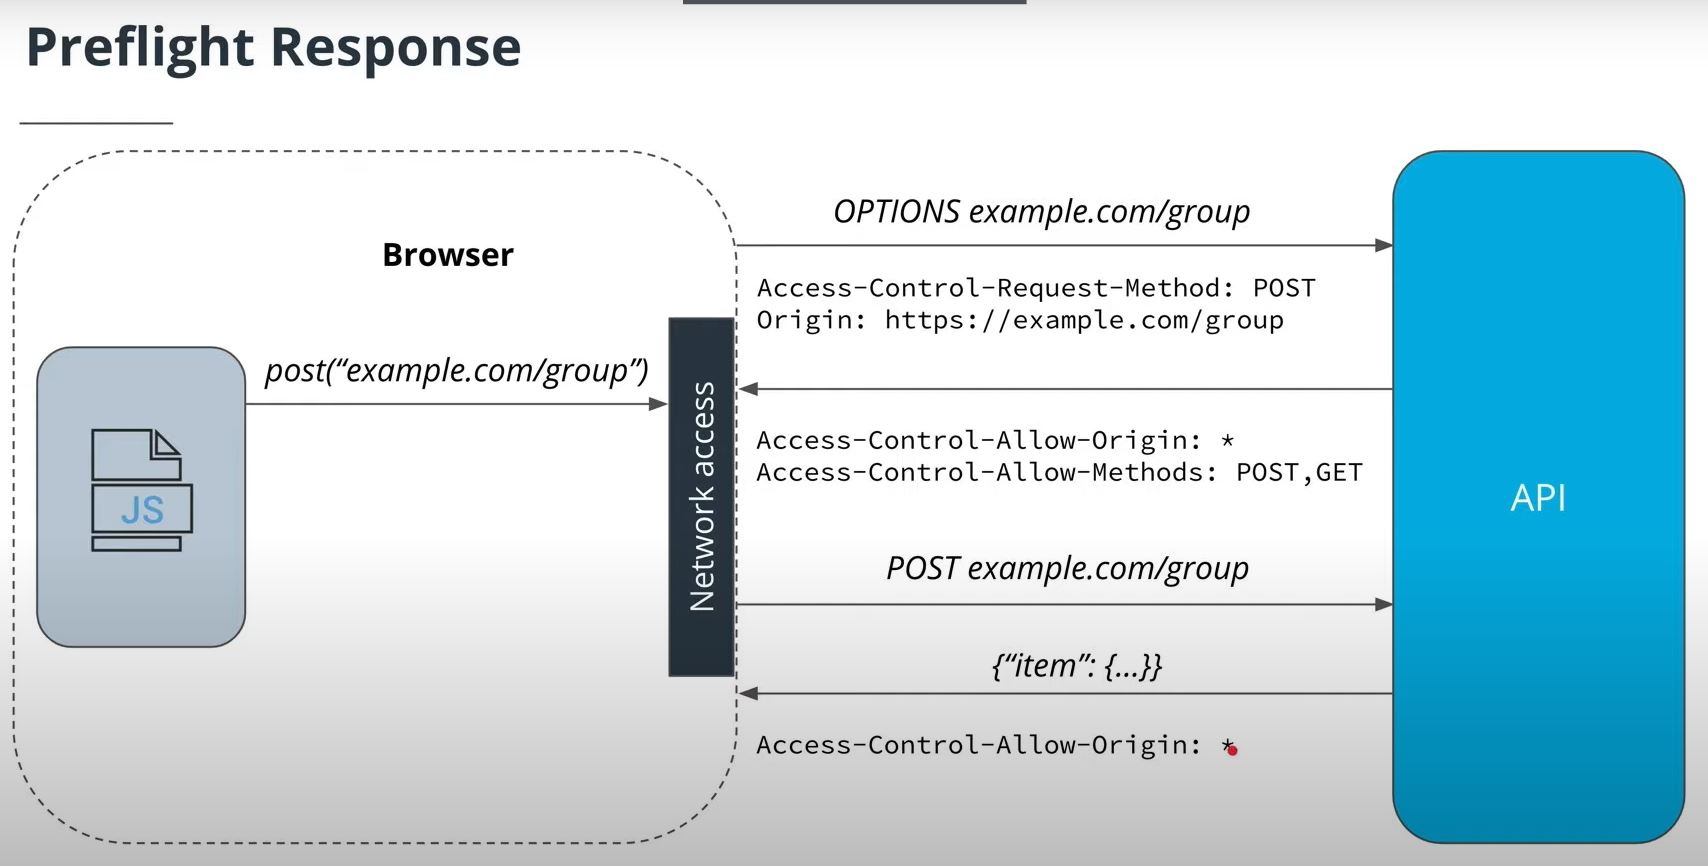 Preflight Response
Browser
post(“example.com/group”)
JS
Network access
OPTIONS example.com/group
Access-Control-Request-Method: POST
Origin: https://example.com/group
Access-Control-Allow-Origin: *
Access-Control-Allow-Methods: POST,GET
POST example.com/group
{“item”: {…}}
Access-Control-Allow-Origin: *
API